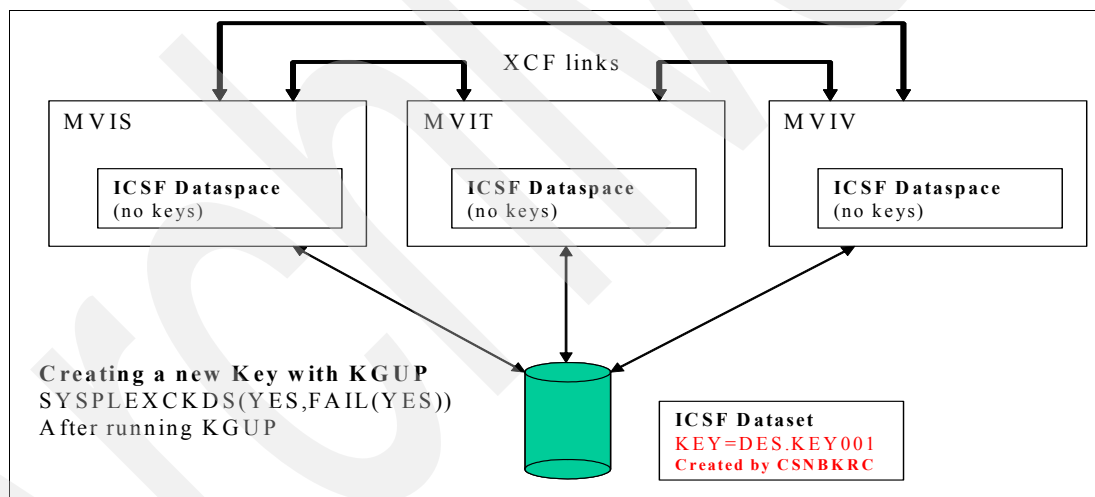 XCF links
MVIS
ICSF Dataspace
(no keys)
MVIT
ICSF Dataspace
(no keys)
MVIV
ICSF Dataspace
(no keys)
Creating a new Key with KGUP
SYSPLEXCKDS(YES,FAIL(YES))
After running KGUP
ICSF Dataset
KEY=DES.KEY001
Created by CSNBKRC